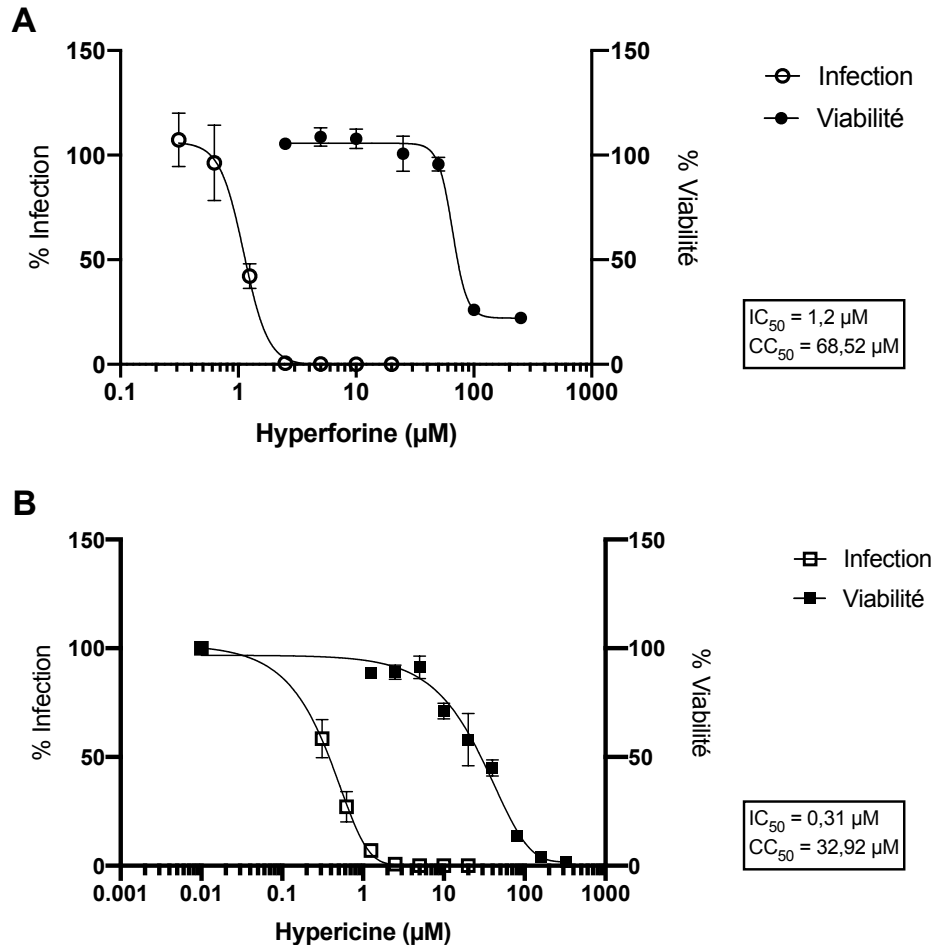 A
150
100
50
0
% Infection
150
100
50
0
% Viabilité
0.1
1
10
100
1000
Hyperforine (µM)
Infection
Viabilité
IC50 = 1,2 µM
CC50 = 68,52 µM
B
150
100
50
0
% Infection
150
100
50
0
% Viabilité
0.001
0.01
0.1
1
10
100
1000
Hypericine (µM)
Infection
Viabilité
IC50 = 0,31 µM
CC50 = 32,92 µM